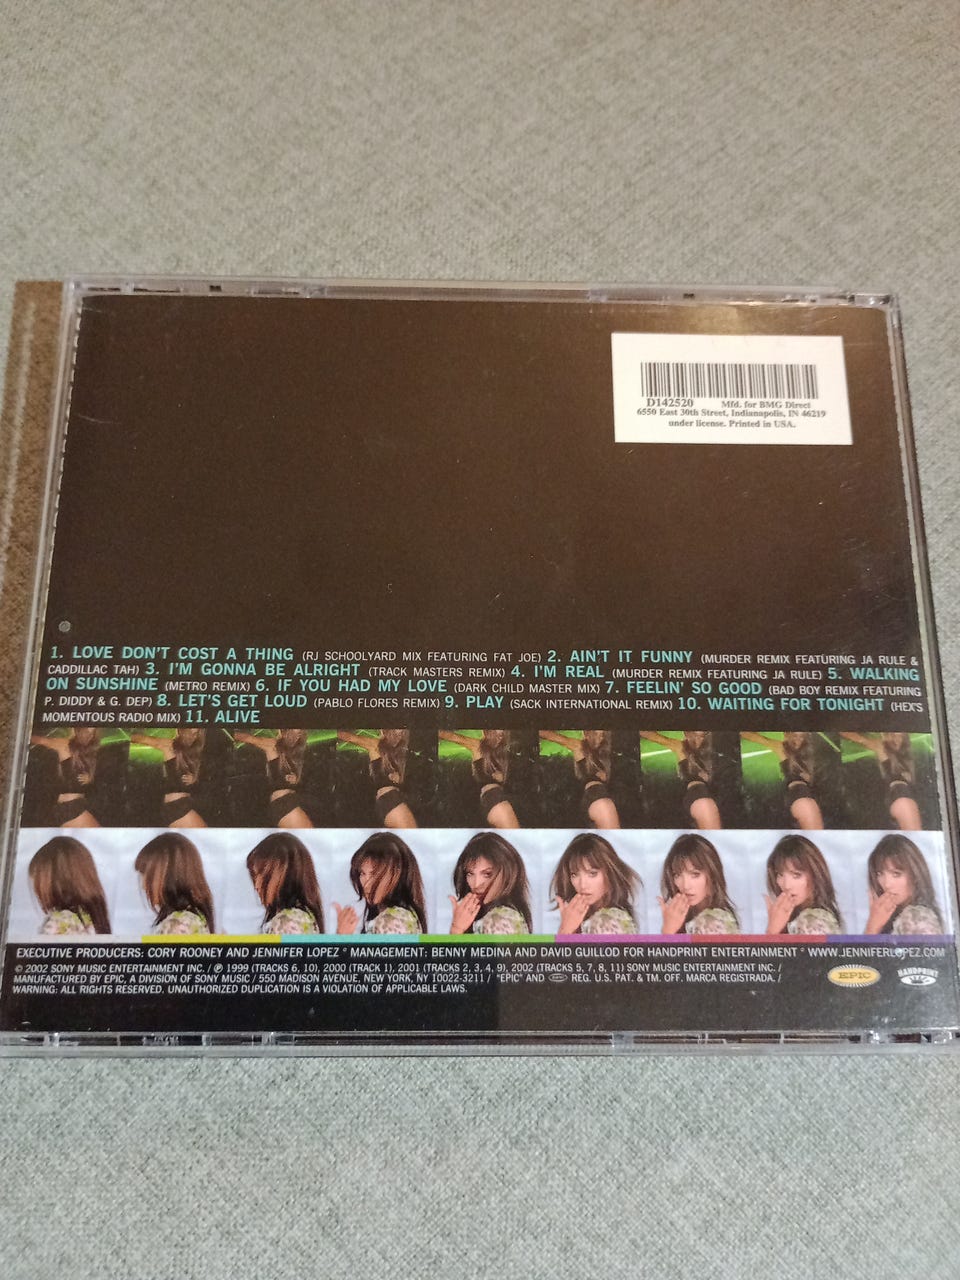 D142520 Mfd. for BMG Direct
6550 East 30th Street, Indianapolis, IN 46219
under license. Printed in USA.
1. LOVE DON'T COST A THING (RJ SCHOOLYARD MIX FEATURING FAT JOE) 2. AIN'T IT FUNNY (MURDER REMIX FEATURING JA RULE &
CADDILLAC TAH) 3. I'M GONNA BE ALRIGHT (TRACK MASTERS REMIX) 4. I'M REAL (MURDER REMIX FEATURING JA RULE) 5. WALKING
ON SUNSHINE (METRO REMIX) 6. IF YOU HAD MY LOVE (DARK CHILD MASTER MIX) 7. FEELIN' SO GOOD (BAD BOY REMIX FEATURING
P. DIDDY & G. DEP) 8. LET'S GET LOUD (PABLO FLORES REMIX) 9. PLAY (SACK INTERNATIONAL REMIX) 10. WAITING FOR TONIGHT (HEX'S
MOMENTOUS RADIO MIX) 11. ALIVE
EXECUTIVE PRODUCERS: CORY ROONEY AND JENNIFER LOPEZ ° MANAGEMENT: BENNY MEDINA AND DAVID GUILLOD FOR HANDPRINT ENTERTAINMENT ° WWW.JENNIFERLOPEZ.COM
© 2002 SONY MUSIC ENTERTAINMENT INC. / ℗ 1999 (TRACKS 6, 10), 2000 (TRACK 1), 2001 (TRACKS 2, 3, 4, 9), 2002 (TRACKS 5, 7, 8, 11) SONY MUSIC ENTERTAINMENT INC. /
MANUFACTURED BY EPIC, A DIVISION OF SONY MUSIC / 550 MADISON AVENUE, NEW YORK, NY 10022-3211 / "EPIC" AND REG. U.S. PAT. & TM. OFF. MARCA REGISTRADA. /
WARNING: ALL RIGHTS RESERVED. UNAUTHORIZED DUPLICATION IS A VIOLATION OF APPLICABLE LAWS.
EPIC
HANDPRINT